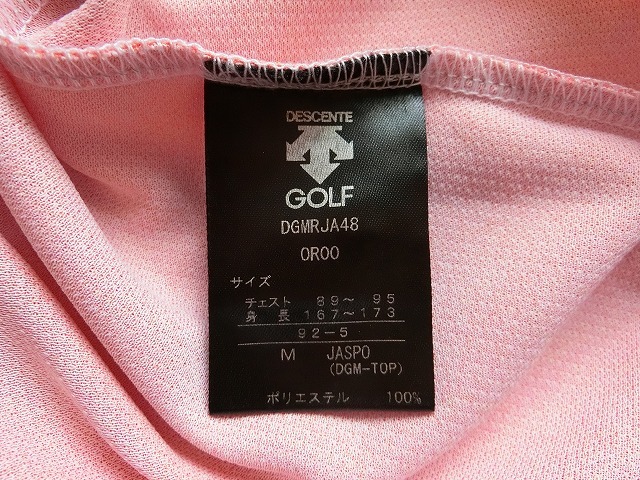 DESCENTE
GOLF
DGMRJA48
OR00
サイズ
チェスト 89〜 95
身 長 167〜173
92-5
M JASPO
(DGM-TOP)
ポリエステル 100%